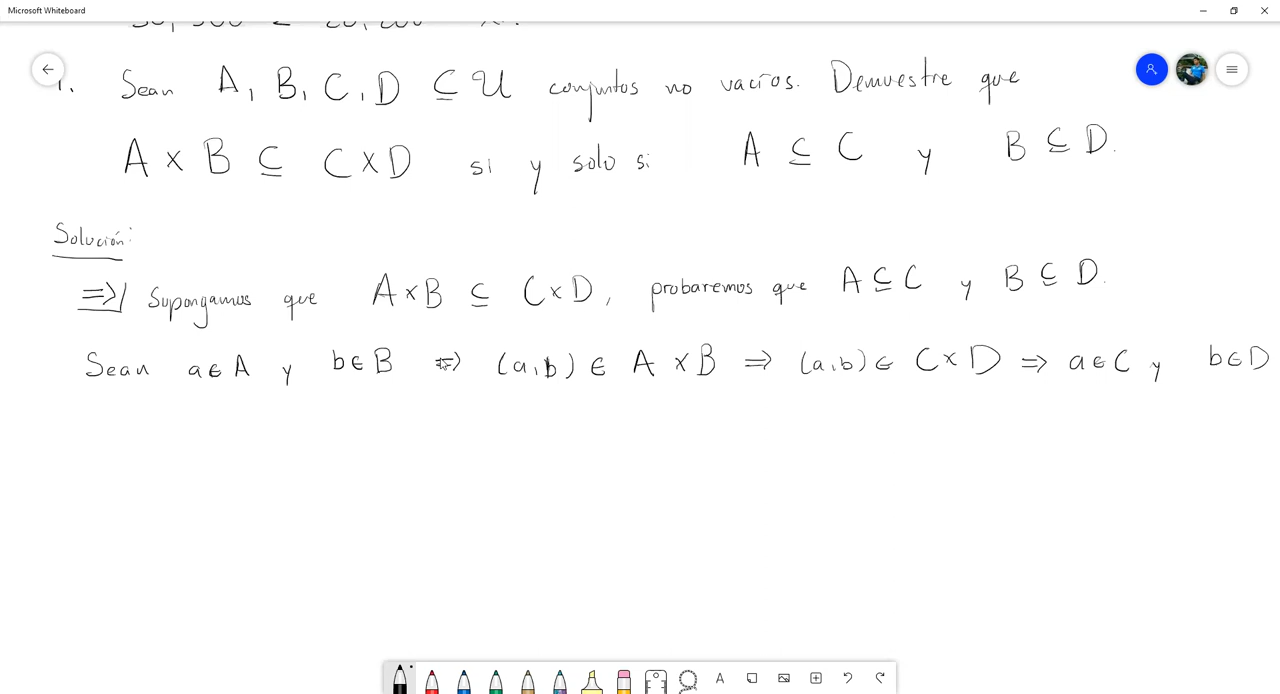 Microsoft Whiteboard
1. Sean A, B, C, D ⊆ U conjuntos no vacíos. Demuestre que
A × B ⊆ C × D si y solo si A ⊆ C y B ⊆ D.
Solución:
⇒/ Supongamos que A×B ⊆ C×D, probaremos que A ⊆ C y B ⊆ D.
Sean a∈A y b∈B ⇒ (a,b) ∈ A × B ⇒ (a,b) ∈ C×D ⇒ a∈C y b∈D
A